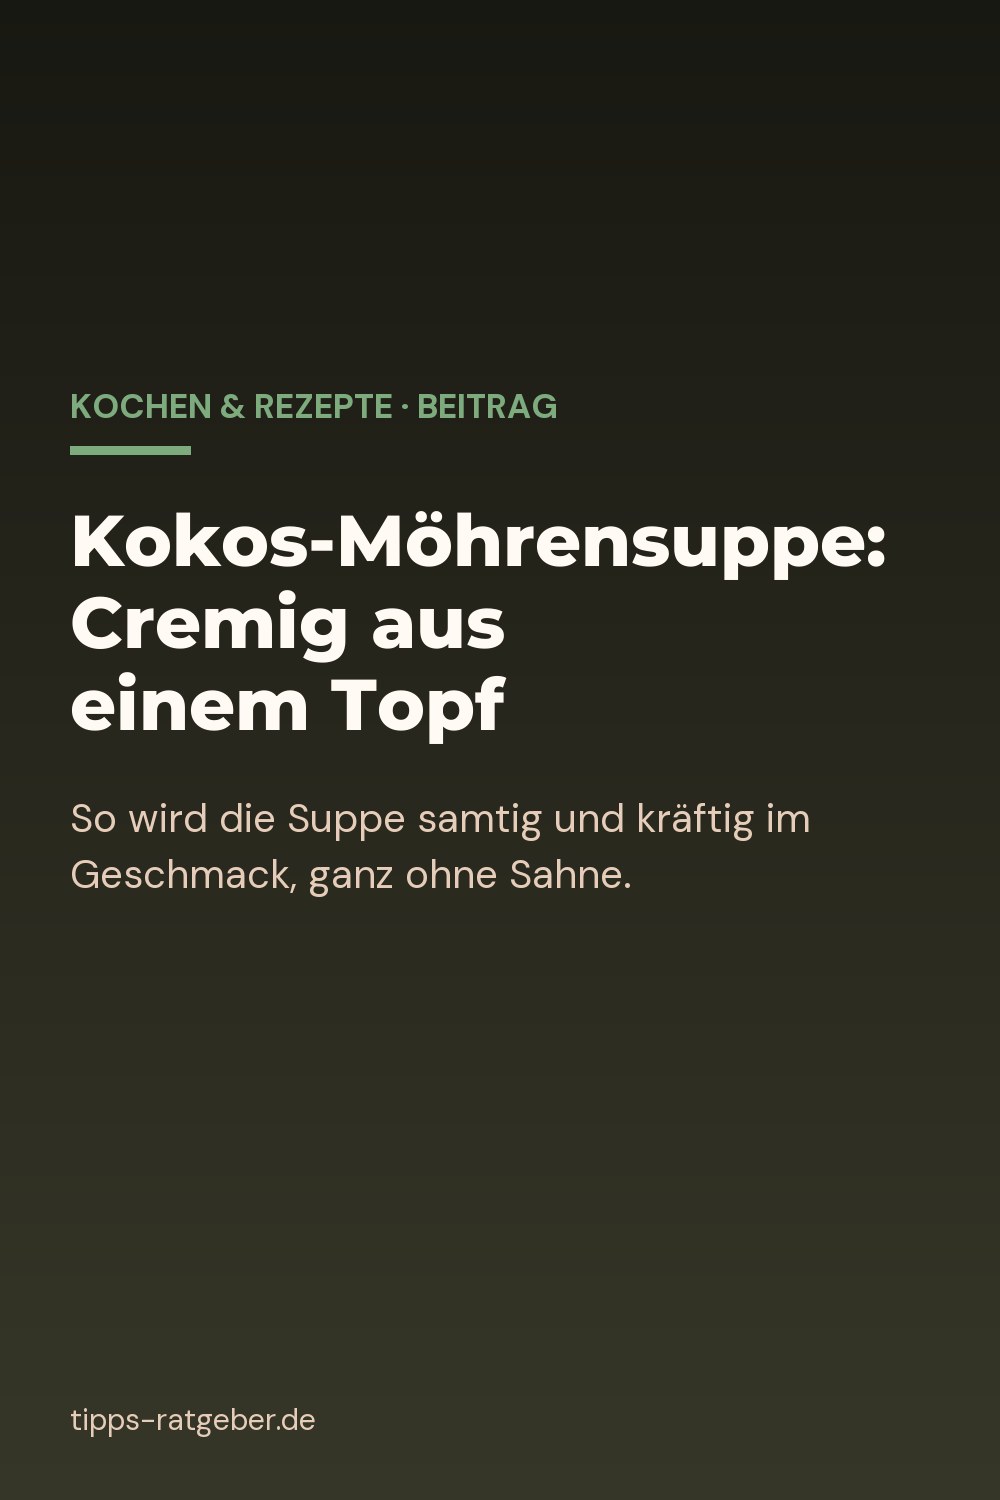 KOCHEN & REZEPTE · BEITRAG
Kokos-Möhrensuppe:
Cremig aus
einem Topf
So wird die Suppe samtig und kräftig im
Geschmack, ganz ohne Sahne.
tipps-ratgeber.de